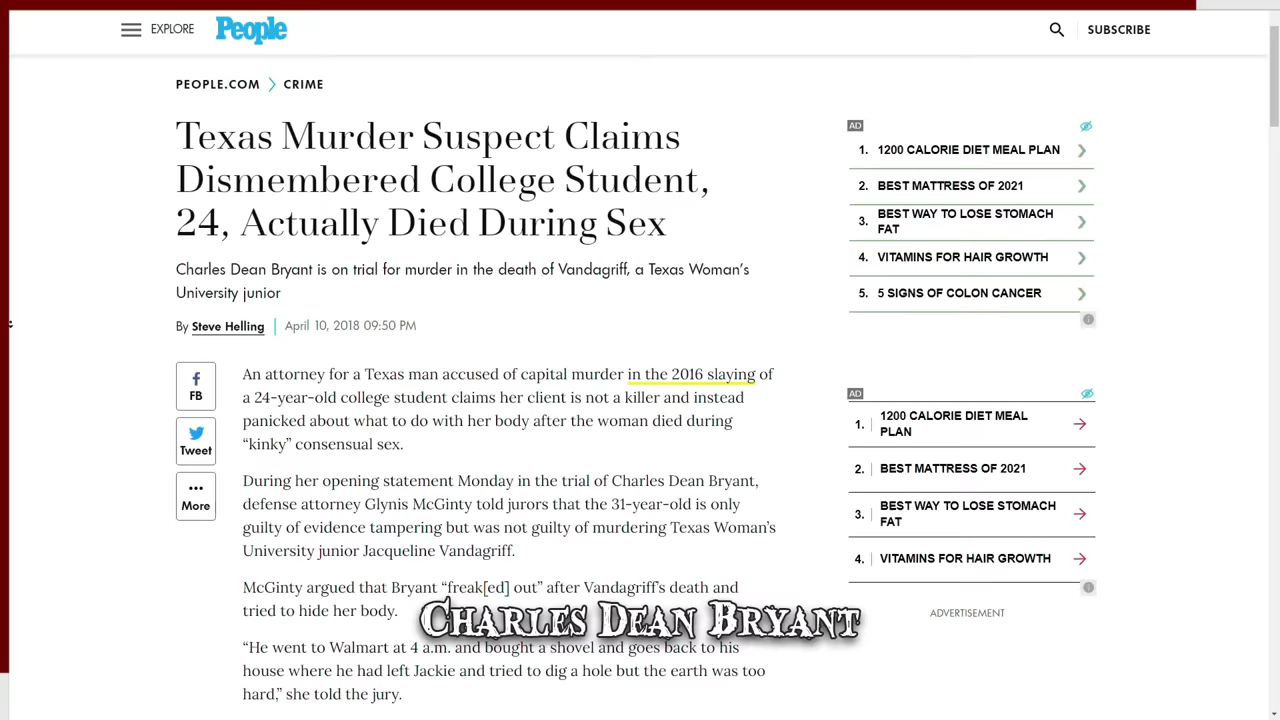 EXPLORE
People
SUBSCRIBE
PEOPLE.COM
CRIME
Texas Murder Suspect Claims
Dismembered College Student,
24, Actually Died During Sex
Charles Dean Bryant is on trial for murder in the death of Vandagriff, a Texas Woman's
University junior
By Steve Helling
April 10, 2018 09:50 PM
FB
Tweet
More
An attorney for a Texas man accused of capital murder in the 2016 slaying of
a 24-year-old college student claims her client is not a killer and instead
panicked about what to do with her body after the woman died during
“kinky” consensual sex.
During her opening statement Monday in the trial of Charles Dean Bryant,
defense attorney Glynis McGinty told jurors that the 31-year-old is only
guilty of evidence tampering but was not guilty of murdering Texas Woman’s
University junior Jacqueline Vandagriff.
McGinty argued that Bryant “freak[ed] out” after Vandagriff’s death and
tried to hide her body.
Charles Dean Bryant
“He went to Walmart at 4 a.m. and bought a shovel and goes back to his
house where he had left Jackie and tried to dig a hole but the earth was too
hard,” she told the jury.
AD
1. 1200 CALORIE DIET MEAL PLAN
2. BEST MATTRESS OF 2021
3. BEST WAY TO LOSE STOMACH
FAT
4. VITAMINS FOR HAIR GROWTH
5. 5 SIGNS OF COLON CANCER
AD
1. 1200 CALORIE DIET MEAL
PLAN
2. BEST MATTRESS OF 2021
3. BEST WAY TO LOSE STOMACH
FAT
4. VITAMINS FOR HAIR GROWTH
ADVERTISEMENT